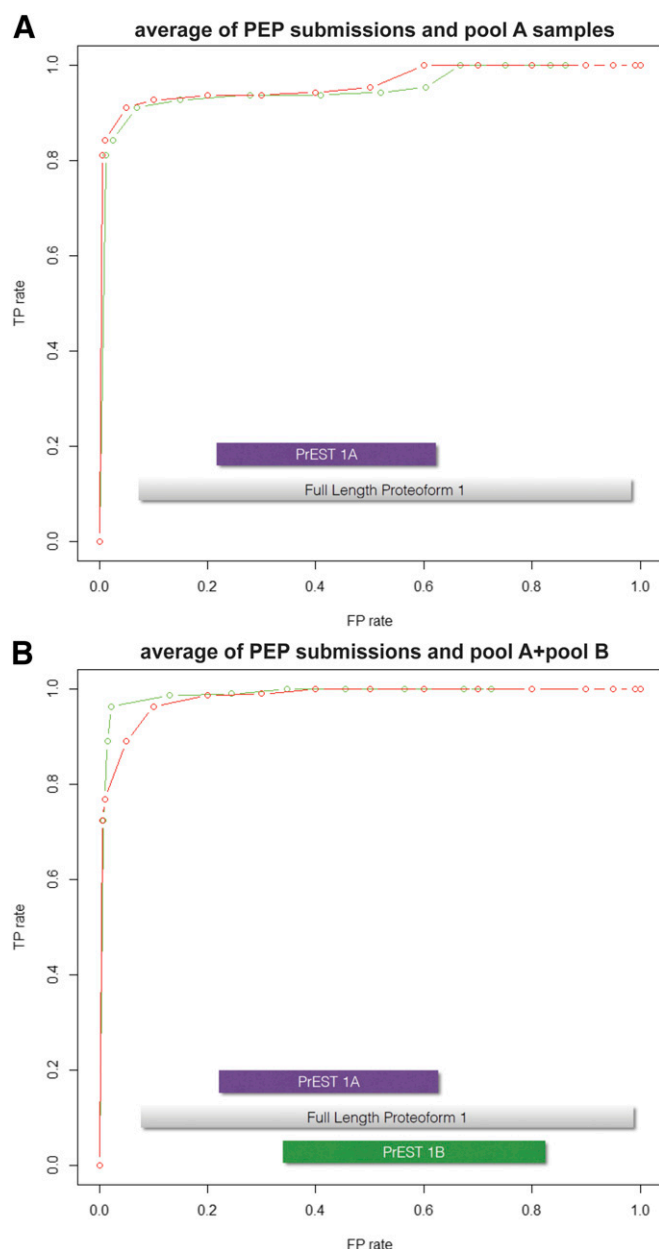 A
average of PEP submissions and pool A samples
TP rate
1.0
0.8
0.6
0.4
0.2
0.0
PrEST 1A
Full Length Proteoform 1
0.0 0.2 0.4 0.6 0.8 1.0
FP rate
B
average of PEP submissions and pool A+pool B
TP rate
1.0
0.8
0.6
0.4
0.2
0.0
PrEST 1A
Full Length Proteoform 1
PrEST 1B
0.0 0.2 0.4 0.6 0.8 1.0
FP rate